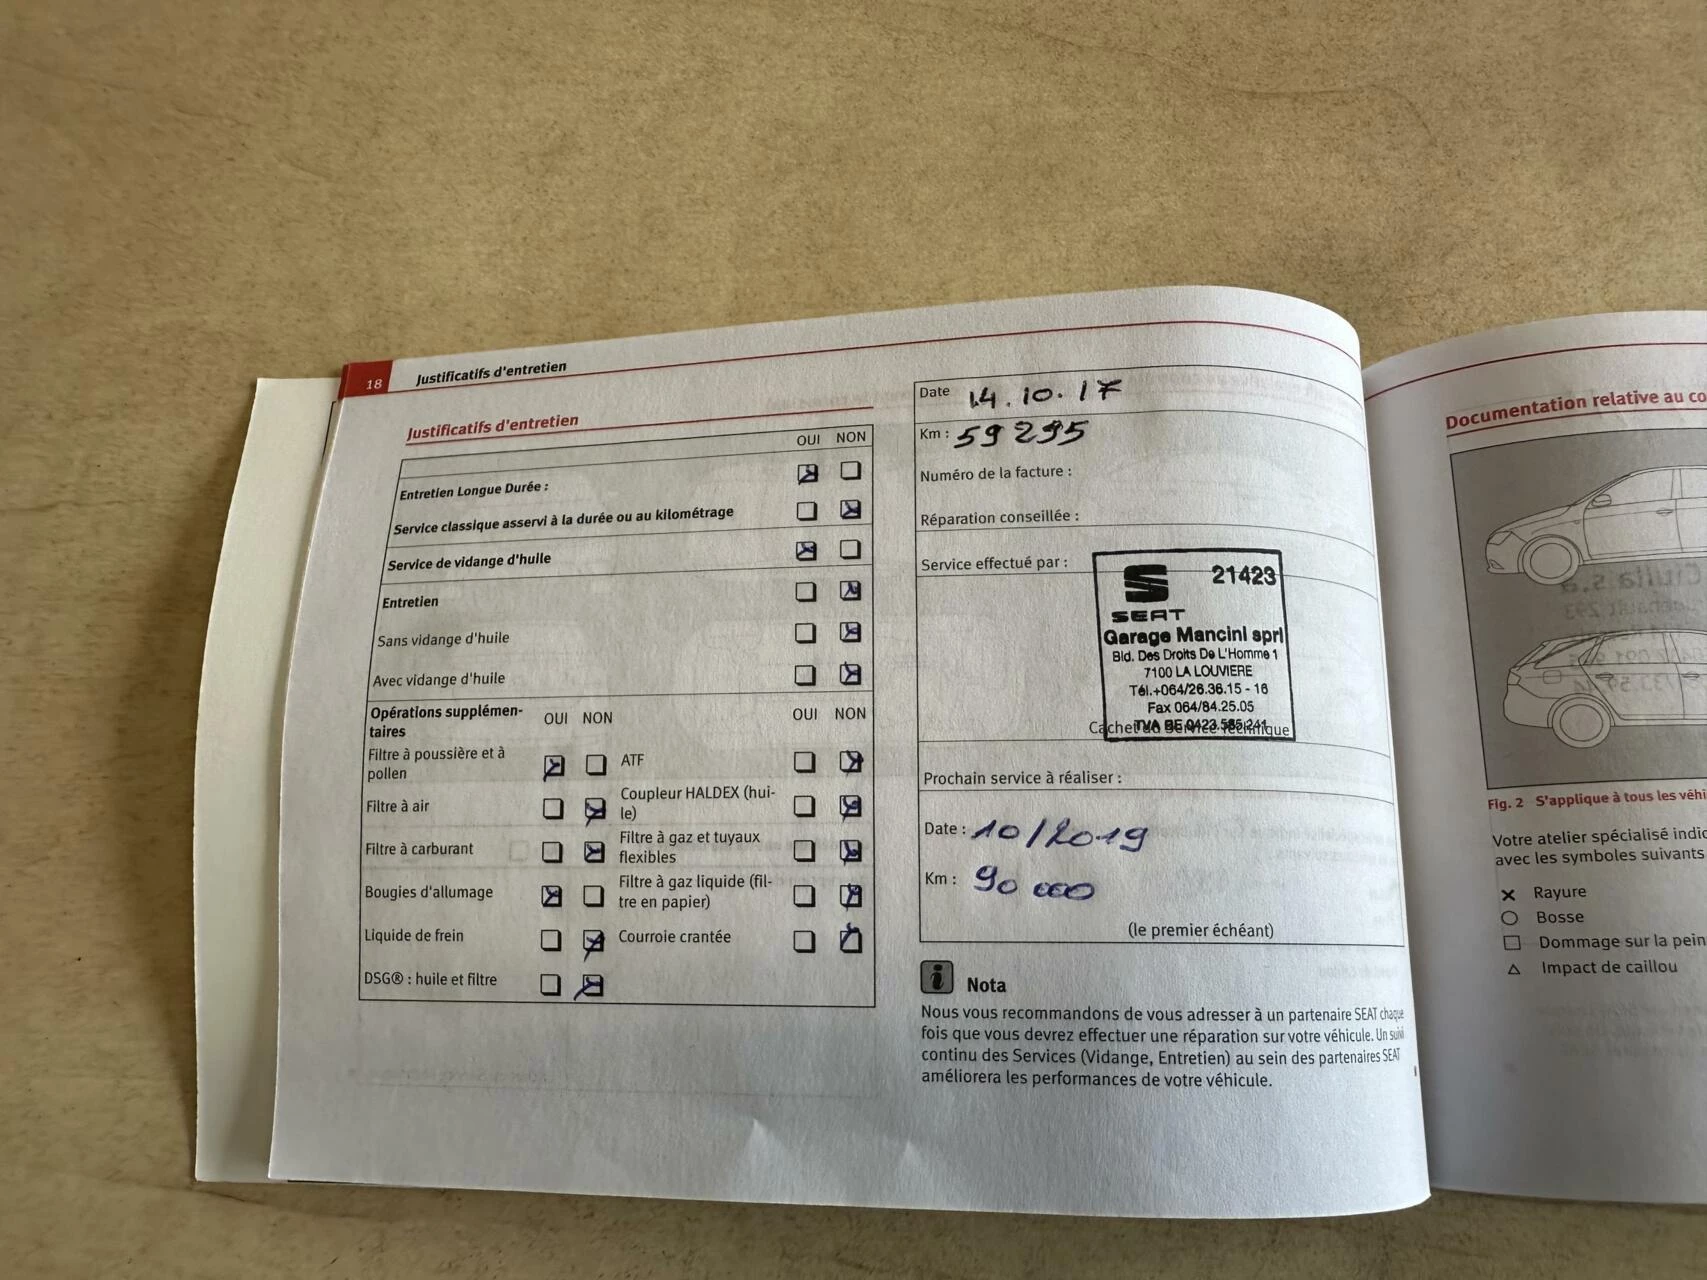 18 Justificatifs d'entretien
Justificatifs d'entretien
OUI NON
Entretien Longue Durée :
Service classique asservi à la durée ou au kilométrage
Service de vidange d'huile
Entretien
Sans vidange d'huile
Avec vidange d'huile
Opérations supplémen-
taires
OUI NON
OUI NON
Filtre à poussière et à
pollen
ATF
Filtre à air
Coupleur HALDEX (hui-
le)
Filtre à carburant
Filtre à gaz et tuyaux
flexibles
Bougies d'allumage
Filtre à gaz liquide (fil-
tre en papier)
Liquide de frein
Courroie crantée
DSG® : huile et filtre
Date 14.10.17
Km : 59 295
Numéro de la facture :
Réparation conseillée :
Service effectué par :
21423
SEAT
Garage Mancini sprl
Bld. Des Droits De L'Homme 1
7100 LA LOUVIERE
Tél.+064/26.36.15 - 16
Fax 064/84.25.05
TVA BE 0423.585.241
Cachet du Service Technique
Prochain service à réaliser :
Date : 10/2019
Km : 90 000
(le premier échéant)
i Nota
Nous vous recommandons de vous adresser à un partenaire SEAT chaque
fois que vous devrez effectuer une réparation sur votre véhicule. Un suivi
continu des Services (Vidange, Entretien) au sein des partenaires SEAT
améliorera les performances de votre véhicule.
Documentation relative au co
Fig. 2 S'applique à tous les véhi
Votre atelier spécialisé indic
avec les symboles suivants
Rayure
Bosse
Dommage sur la pein
Impact de caillou